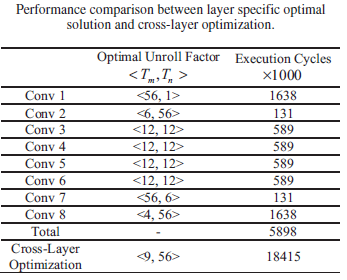 Performance comparison between layer specific optimal
solution and cross-layer optimization.
Optimal Unroll Factor Execution Cycles
< Tm, Tn > ×1000
Conv 1 <56, 1> 1638
Conv 2 <6, 56> 131
Conv 3 <12, 12> 589
Conv 4 <12, 12> 589
Conv 5 <12, 12> 589
Conv 6 <12, 12> 589
Conv 7 <56, 6> 131
Conv 8 <4, 56> 1638
Total - 5898
Cross-Layer
Optimization <9, 56> 18415